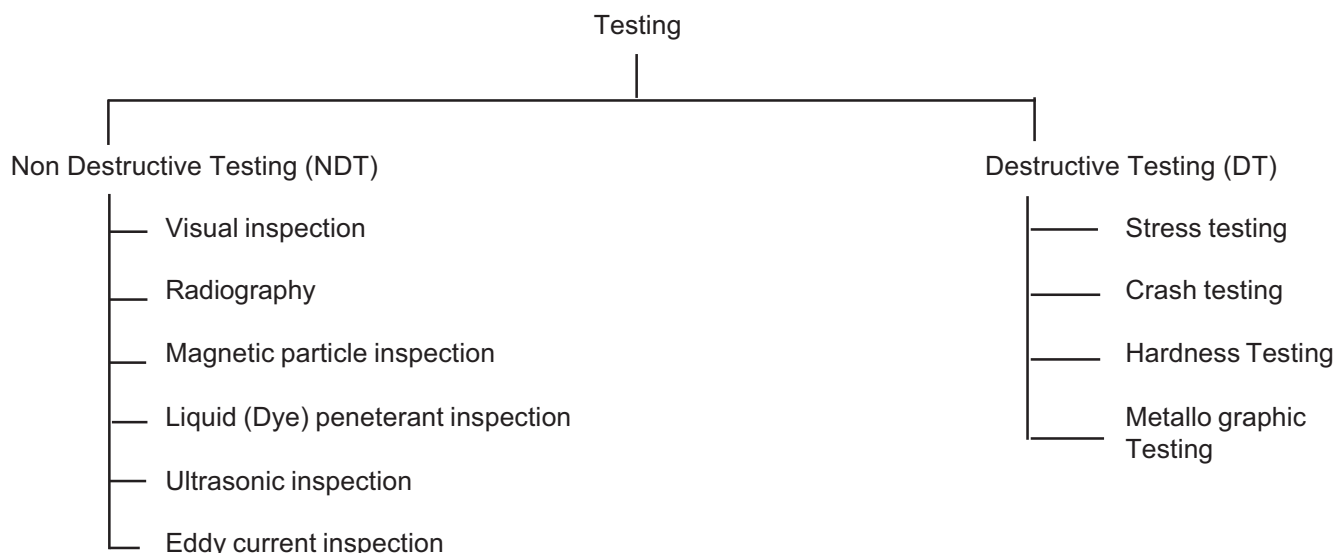 Testing
Non Destructive Testing (NDT)
Visual inspection
Radiography
Magnetic particle inspection
Liquid (Dye) peneterant inspection
Ultrasonic inspection
Eddy current inspection
Destructive Testing (DT)
Stress testing
Crash testing
Hardness Testing
Metallo graphic
Testing